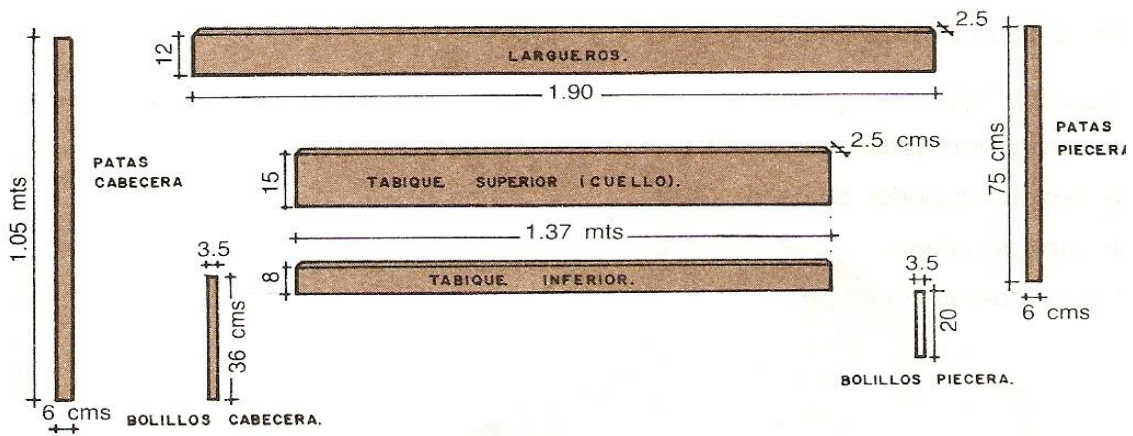 2.5
12
LARGUEROS.
1.90
PATAS
CABECERA
1.05 mts
6 cms
2.5 cms
15
TABIQUE SUPERIOR (CUELLO).
1.37 mts
8
TABIQUE INFERIOR.
3.5
36 cms
BOLILLOS CABECERA.
75 cms
PATAS
PIECERA
6 cms
3.5
20
BOLILLOS PIECERA.